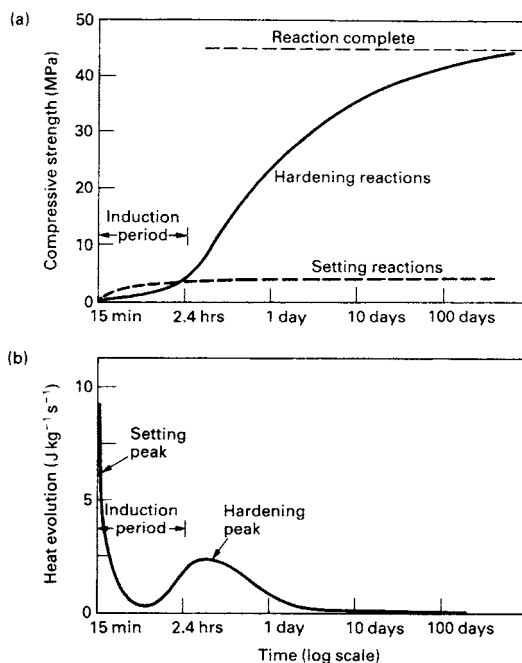 (a)
Compressive strength (MPa)
50
40
30
20
10
0
Reaction complete
Hardening reactions
Induction
period
Setting reactions
15 min
2.4 hrs
1 day
10 days
100 days
(b)
Heat evolution (J kg⁻¹ s⁻¹)
10
5
0
Setting
peak
Induction
period
Hardening
peak
15 min
2.4 hrs
1 day
10 days
100 days
Time (log scale)